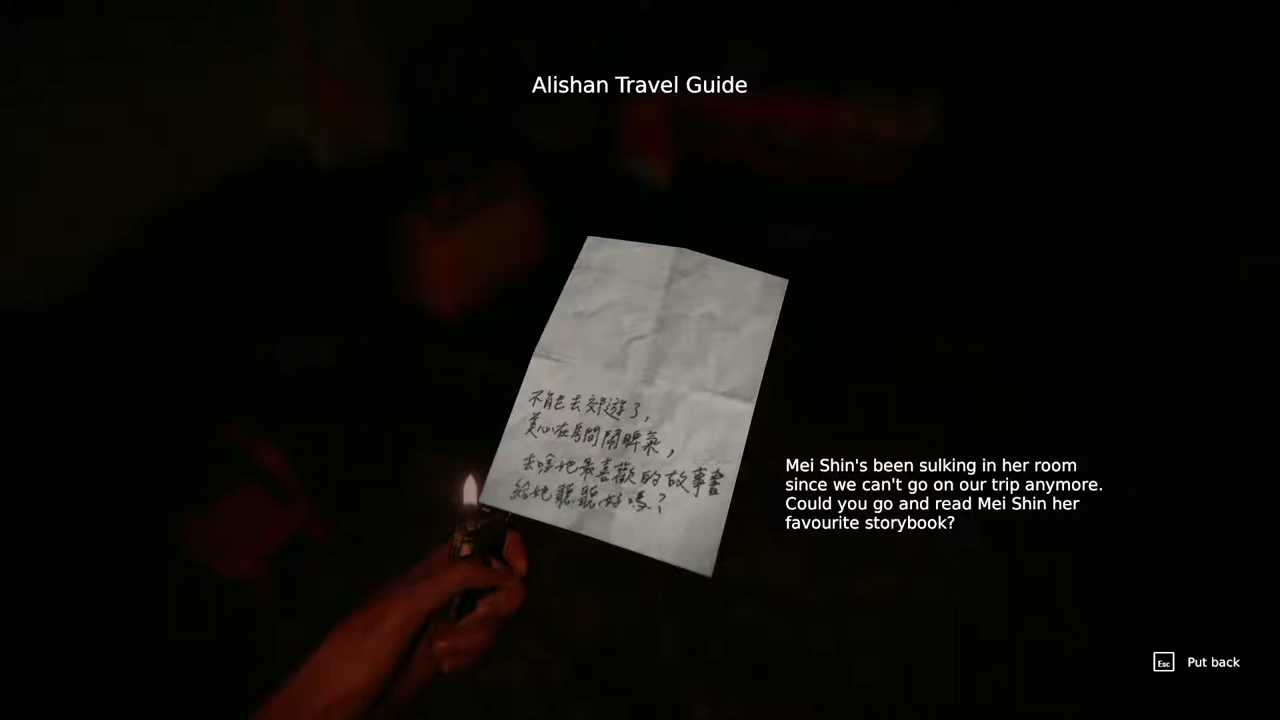 Alishan Travel Guide
不能去郊遊了,
美心在房間鬧脾氣,
去唸她最喜歡的故事書
給她聽聽好嗎?
Mei Shin's been sulking in her room
since we can't go on our trip anymore.
Could you go and read Mei Shin her
favourite storybook?
Esc Put back